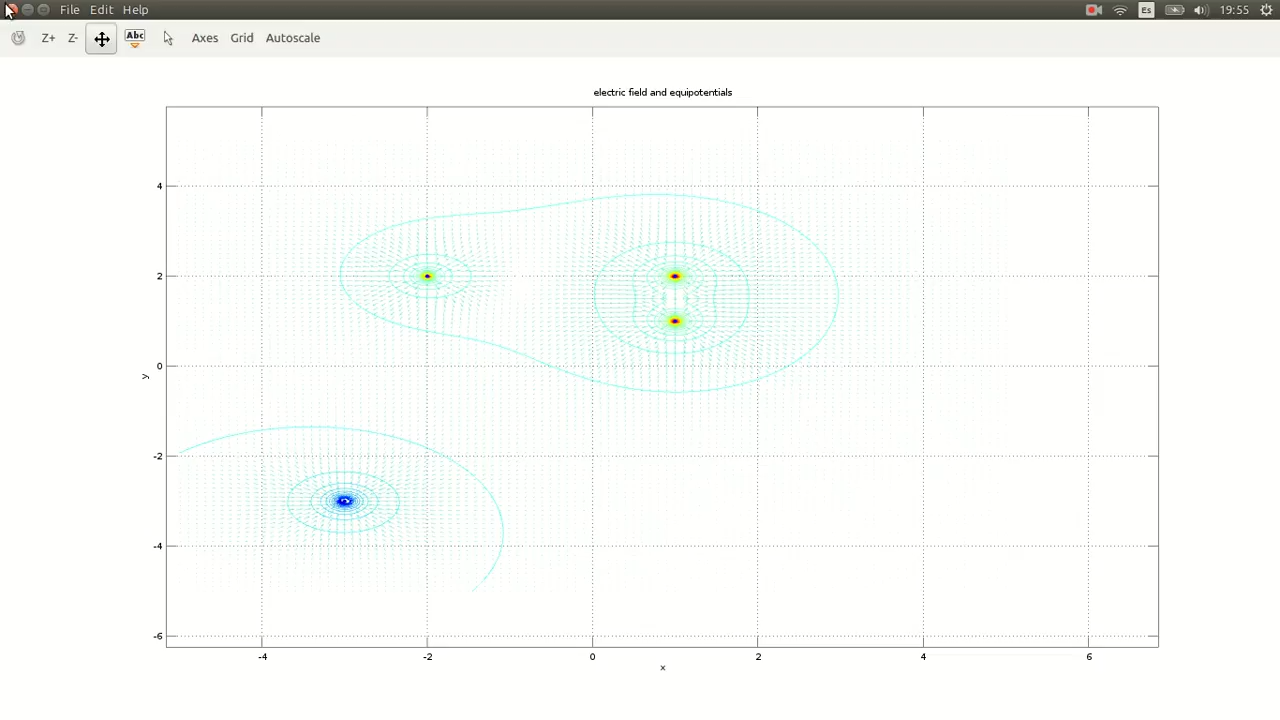 File Edit Help
Es 19:55
Z+ Z- Abc Axes Grid Autoscale
electric field and equipotentials
4
2
0
y
-2
-4
-6
-4 -2 0 2 4 6
x